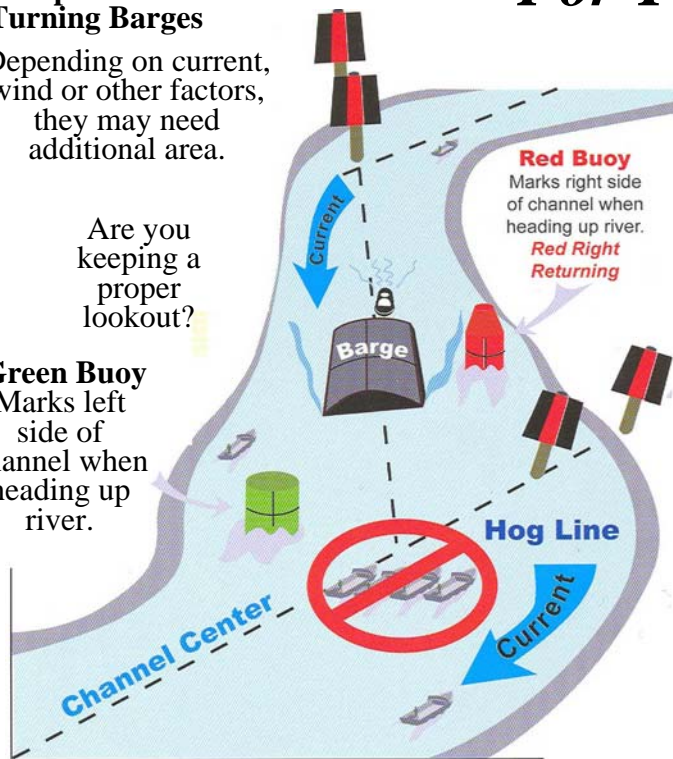 Turning Barges
Depending on current,
wind or other factors,
they may need
additional area.
Are you
keeping a
proper
lookout?
Green Buoy
Marks left
side of
channel when
heading up
river.
Red Buoy
Marks right side
of channel when
heading up river.
Red Right
Returning
Current
Barge
Hog Line
Current
Channel Center